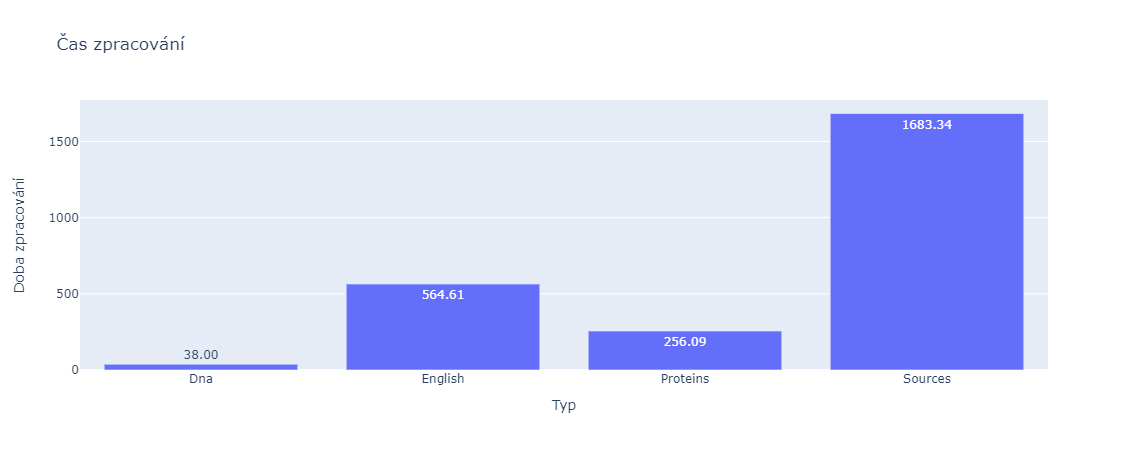 Čas zpracování
1683.34
1500
1000
Doba zpracování
500
564.61
256.09
38.00
0
Dna
English
Proteins
Sources
Typ